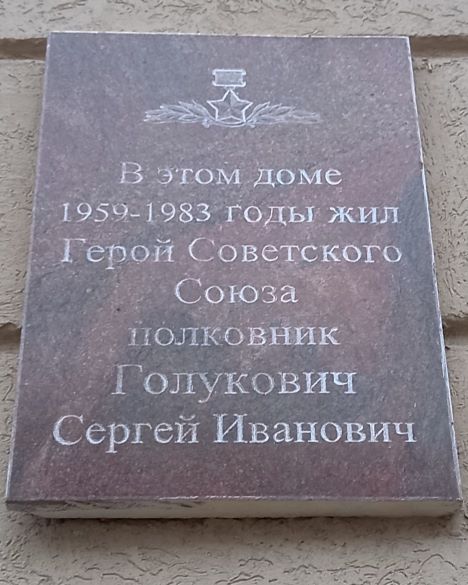 В этом доме
1959-1983 годы жил
Герой Советского
Союза
полковник
Голукович
Сергей Иванович